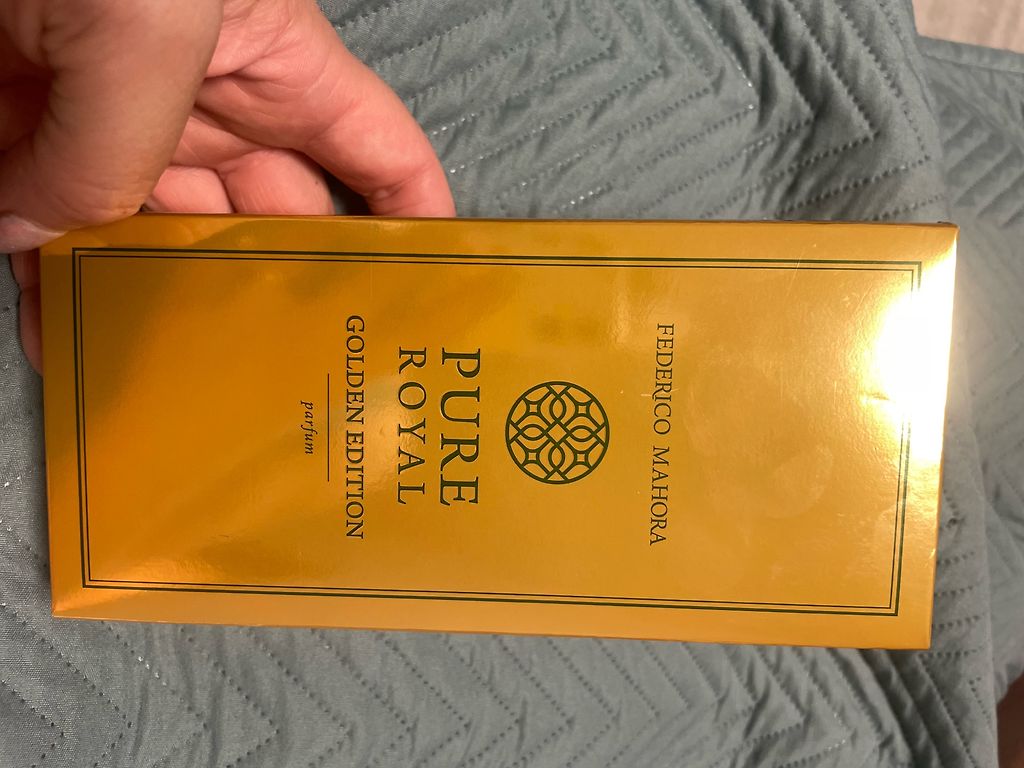 FEDERICO MAHORA
PURE
ROYAL
GOLDEN EDITION
parfum